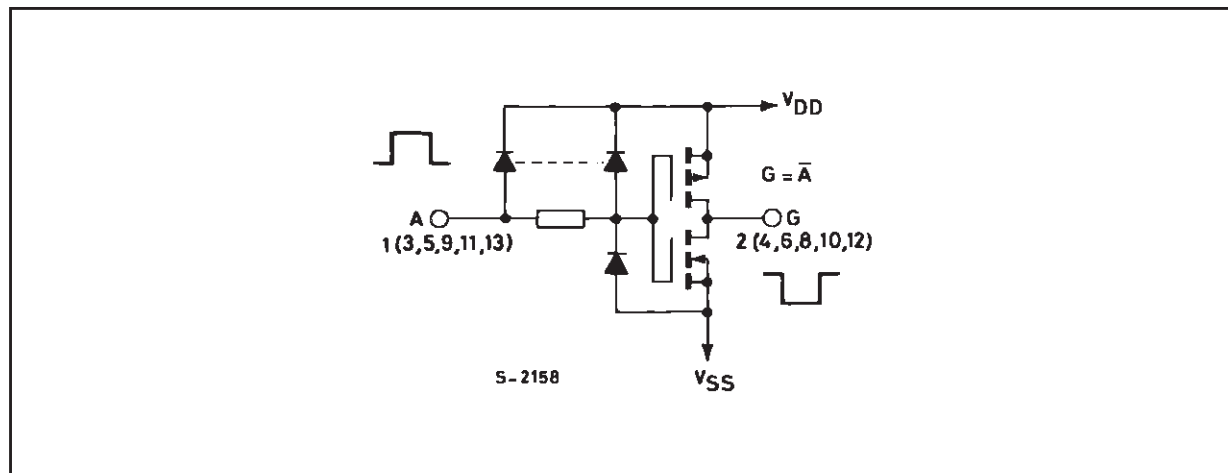 VDD
G = A̅
A
G
1 (3,5,9,11,13)
2 (4,6,8,10,12)
S-2158
VSS